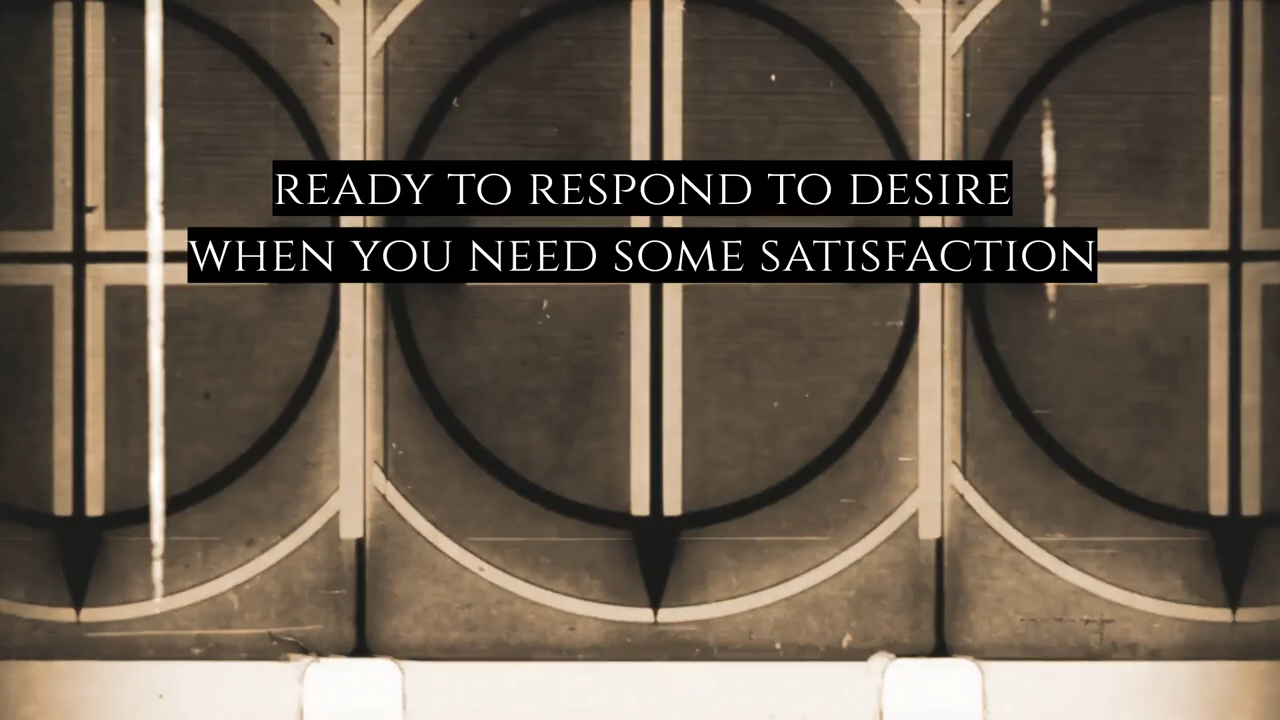 READY TO RESPOND TO DESIRE
WHEN YOU NEED SOME SATISFACTION